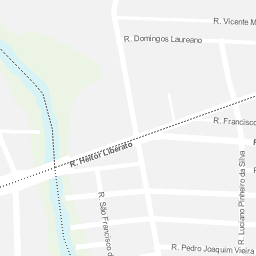 R. Vicente M
R. Domingos Laureano
R. Francisco
R. Heitor Liberato
R. São Francisco d
R. Luciano Pinheiro da Silva
R. Pedro Joaquim Vieira